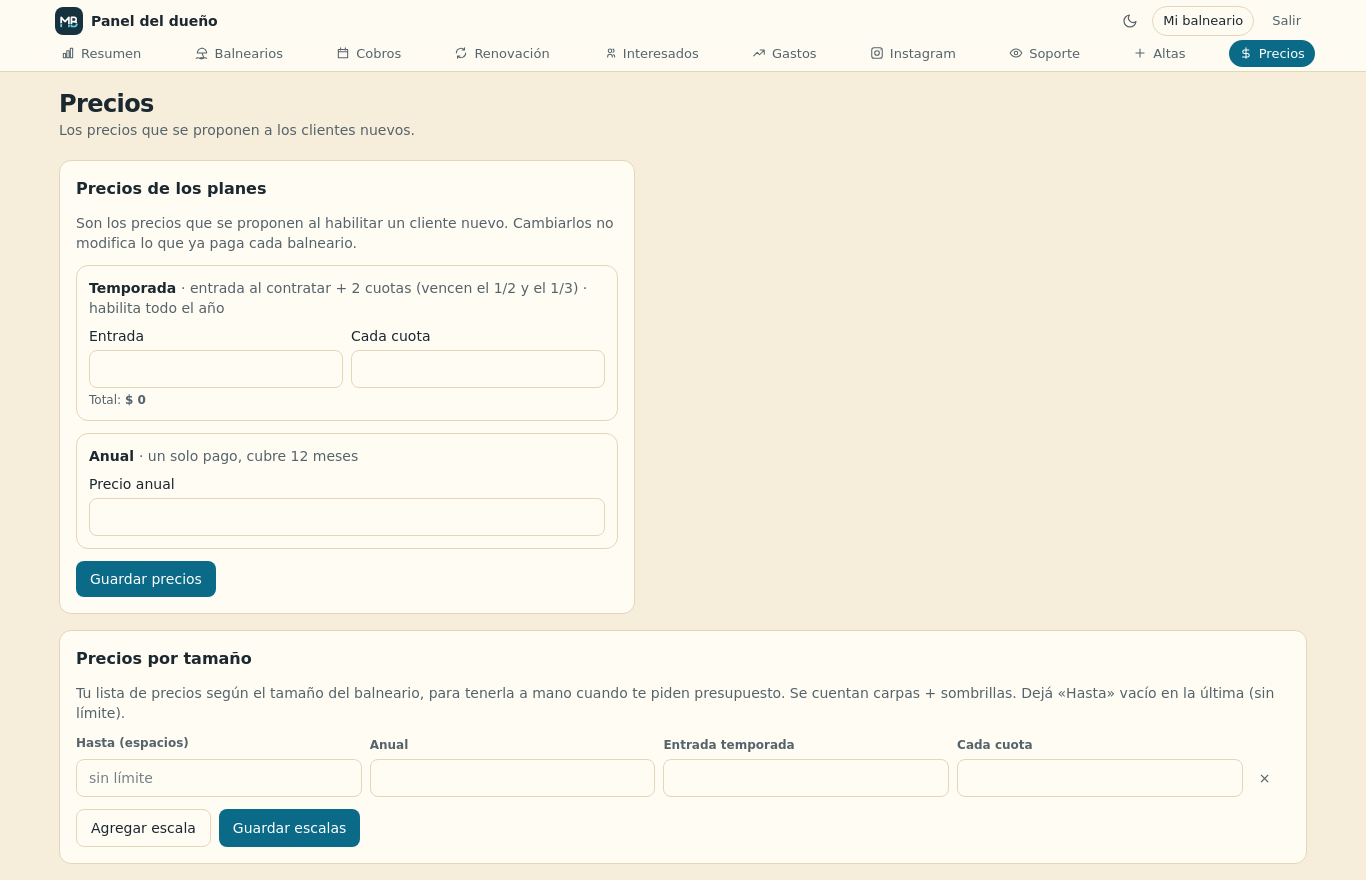 MB
Panel del dueño
Mi balneario
Salir
Resumen
Balnearios
Cobros
Renovación
Interesados
Gastos
Instagram
Soporte
Altas
Precios
Precios
Los precios que se proponen a los clientes nuevos.
Precios de los planes
Son los precios que se proponen al habilitar un cliente nuevo. Cambiarlos no
modifica lo que ya paga cada balneario.
Temporada · entrada al contratar + 2 cuotas (vencen el 1/2 y el 1/3) ·
habilita todo el año
Entrada
Cada cuota
Total: $ 0
Anual · un solo pago, cubre 12 meses
Precio anual
Guardar precios
Precios por tamaño
Tu lista de precios según el tamaño del balneario, para tenerla a mano cuando te piden presupuesto. Se cuentan carpas + sombrillas. Dejá «Hasta» vacío en la última (sin
límite).
Hasta (espacios)
Anual
Entrada temporada
Cada cuota
sin límite
×
Agregar escala
Guardar escalas